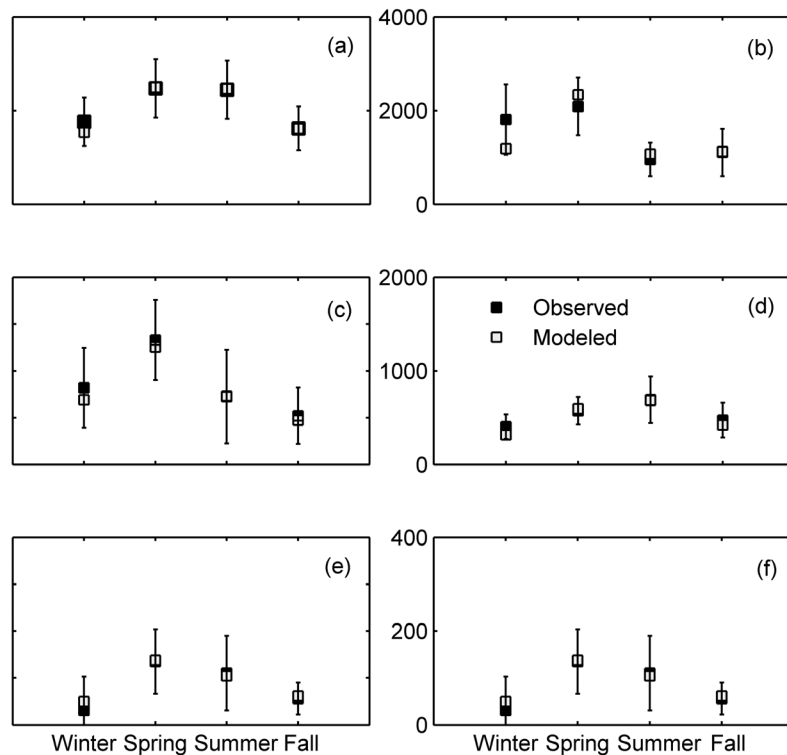 (a)
4000
(b)
2000
0
(c)
2000
Observed
(d)
Modeled
1000
0
(e)
400
(f)
200
0
Winter Spring Summer Fall
Winter Spring Summer Fall